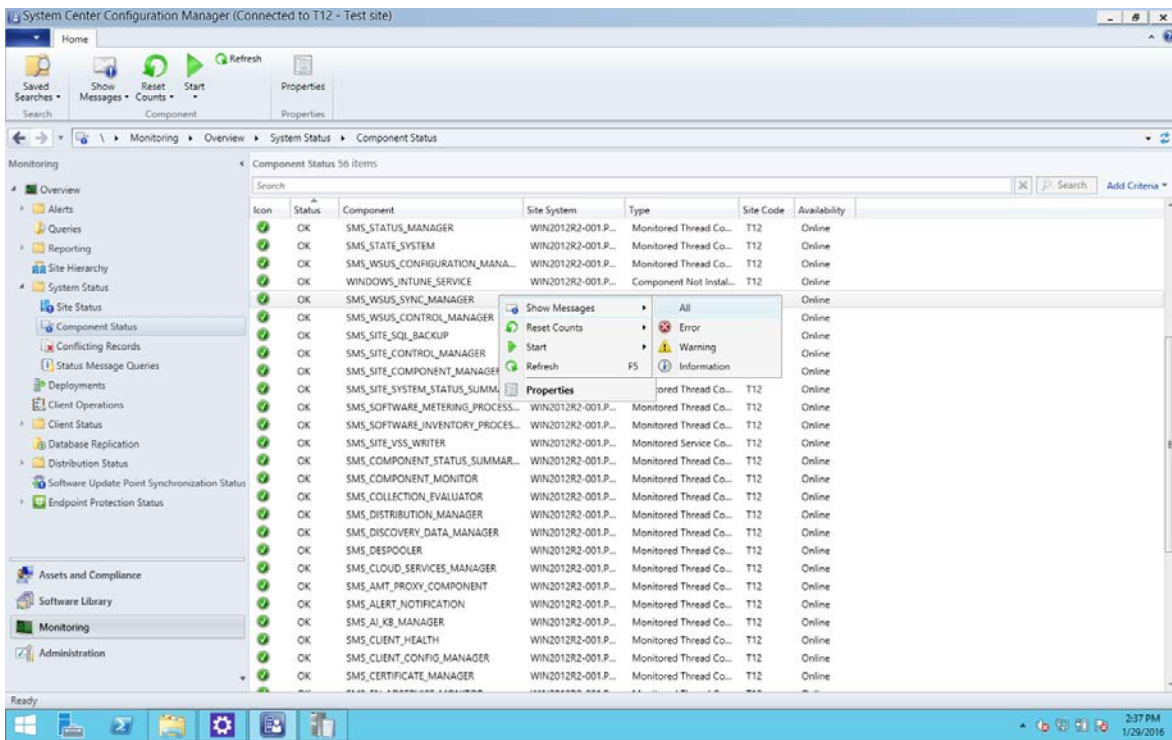 System Center Configuration Manager (Connected to T12 - Test site)
Home
Saved Searches
Show Messages
Reset Counts
Start
Refresh
Properties
Search
Component
Properties
\ Monitoring Overview System Status Component Status
Monitoring
Overview
Alerts
Queries
Reporting
Site Hierarchy
System Status
Site Status
Component Status
Conflicting Records
Status Message Queries
Deployments
Client Operations
Client Status
Database Replication
Distribution Status
Software Update Point Synchronization Status
Endpoint Protection Status
Assets and Compliance
Software Library
Monitoring
Administration
Component Status 56 items
Search
Search
Add Criteria
Icon Status Component Site System Type Site Code Availability
OK SMS_STATUS_MANAGER WIN2012R2-001.P... Monitored Thread Co... T12 Online
OK SMS_STATE_SYSTEM WIN2012R2-001.P... Monitored Thread Co... T12 Online
OK SMS_WSUS_CONFIGURATION_MANA... WIN2012R2-001.P... Monitored Thread Co... T12 Online
OK WINDOWS_INTUNE_SERVICE WIN2012R2-001.P... Component Not Instal... T12 Online
OK SMS_WSUS_SYNC_MANAGER Online
OK SMS_WSUS_CONTROL_MANAGER Online
OK SMS_SITE_SQL_BACKUP Online
OK SMS_SITE_CONTROL_MANAGER Online
OK SMS_SITE_COMPONENT_MANAGER Online
OK SMS_SITE_SYSTEM_STATUS_SUMMA ored Thread Co... T12 Online
OK SMS_SOFTWARE_METERING_PROCESS... WIN2012R2-001.P... Monitored Thread Co... T12 Online
OK SMS_SOFTWARE_INVENTORY_PROCES... WIN2012R2-001.P... Monitored Thread Co... T12 Online
OK SMS_SITE_VSS_WRITER WIN2012R2-001.P... Monitored Service Co... T12 Online
OK SMS_COMPONENT_STATUS_SUMMAR... WIN2012R2-001.P... Monitored Thread Co... T12 Online
OK SMS_COMPONENT_MONITOR WIN2012R2-001.P... Monitored Thread Co... T12 Online
OK SMS_COLLECTION_EVALUATOR WIN2012R2-001.P... Monitored Thread Co... T12 Online
OK SMS_DISTRIBUTION_MANAGER WIN2012R2-001.P... Monitored Thread Co... T12 Online
OK SMS_DISCOVERY_DATA_MANAGER WIN2012R2-001.P... Monitored Thread Co... T12 Online
OK SMS_DESPOOLER WIN2012R2-001.P... Monitored Thread Co... T12 Online
OK SMS_CLOUD_SERVICES_MANAGER WIN2012R2-001.P... Monitored Thread Co... T12 Online
OK SMS_AMT_PROXY_COMPONENT WIN2012R2-001.P... Monitored Thread Co... T12 Online
OK SMS_ALERT_NOTIFICATION WIN2012R2-001.P... Monitored Thread Co... T12 Online
OK SMS_AI_KB_MANAGER WIN2012R2-001.P... Monitored Thread Co... T12 Online
OK SMS_CLIENT_HEALTH WIN2012R2-001.P... Monitored Thread Co... T12 Online
OK SMS_CLIENT_CONFIG_MANAGER WIN2012R2-001.P... Monitored Thread Co... T12 Online
OK SMS_CERTIFICATE_MANAGER WIN2012R2-001.P... Monitored Thread Co... T12 Online
Show Messages
Reset Counts
Start
Refresh F5
Properties
All
Error
Warning
Information
Ready
2:37 PM
1/29/2016